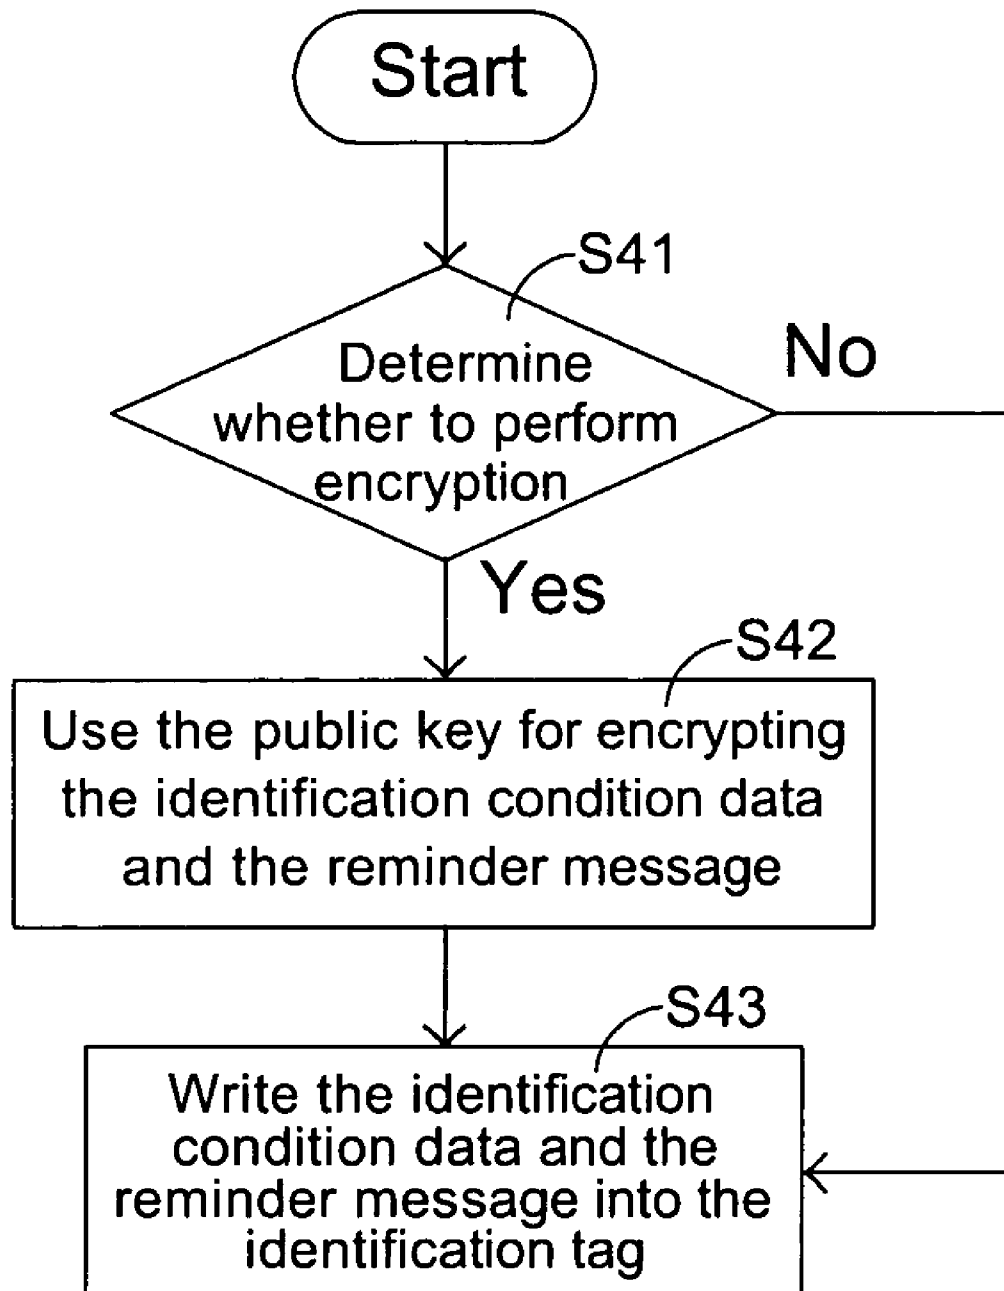 Start
S41
No
Determine
whether to perform
encryption
Yes
S42
Use the public key for encrypting
the identification condition data
and the reminder message
S43
Write the identification
condition data and the
reminder message into the
identification tag